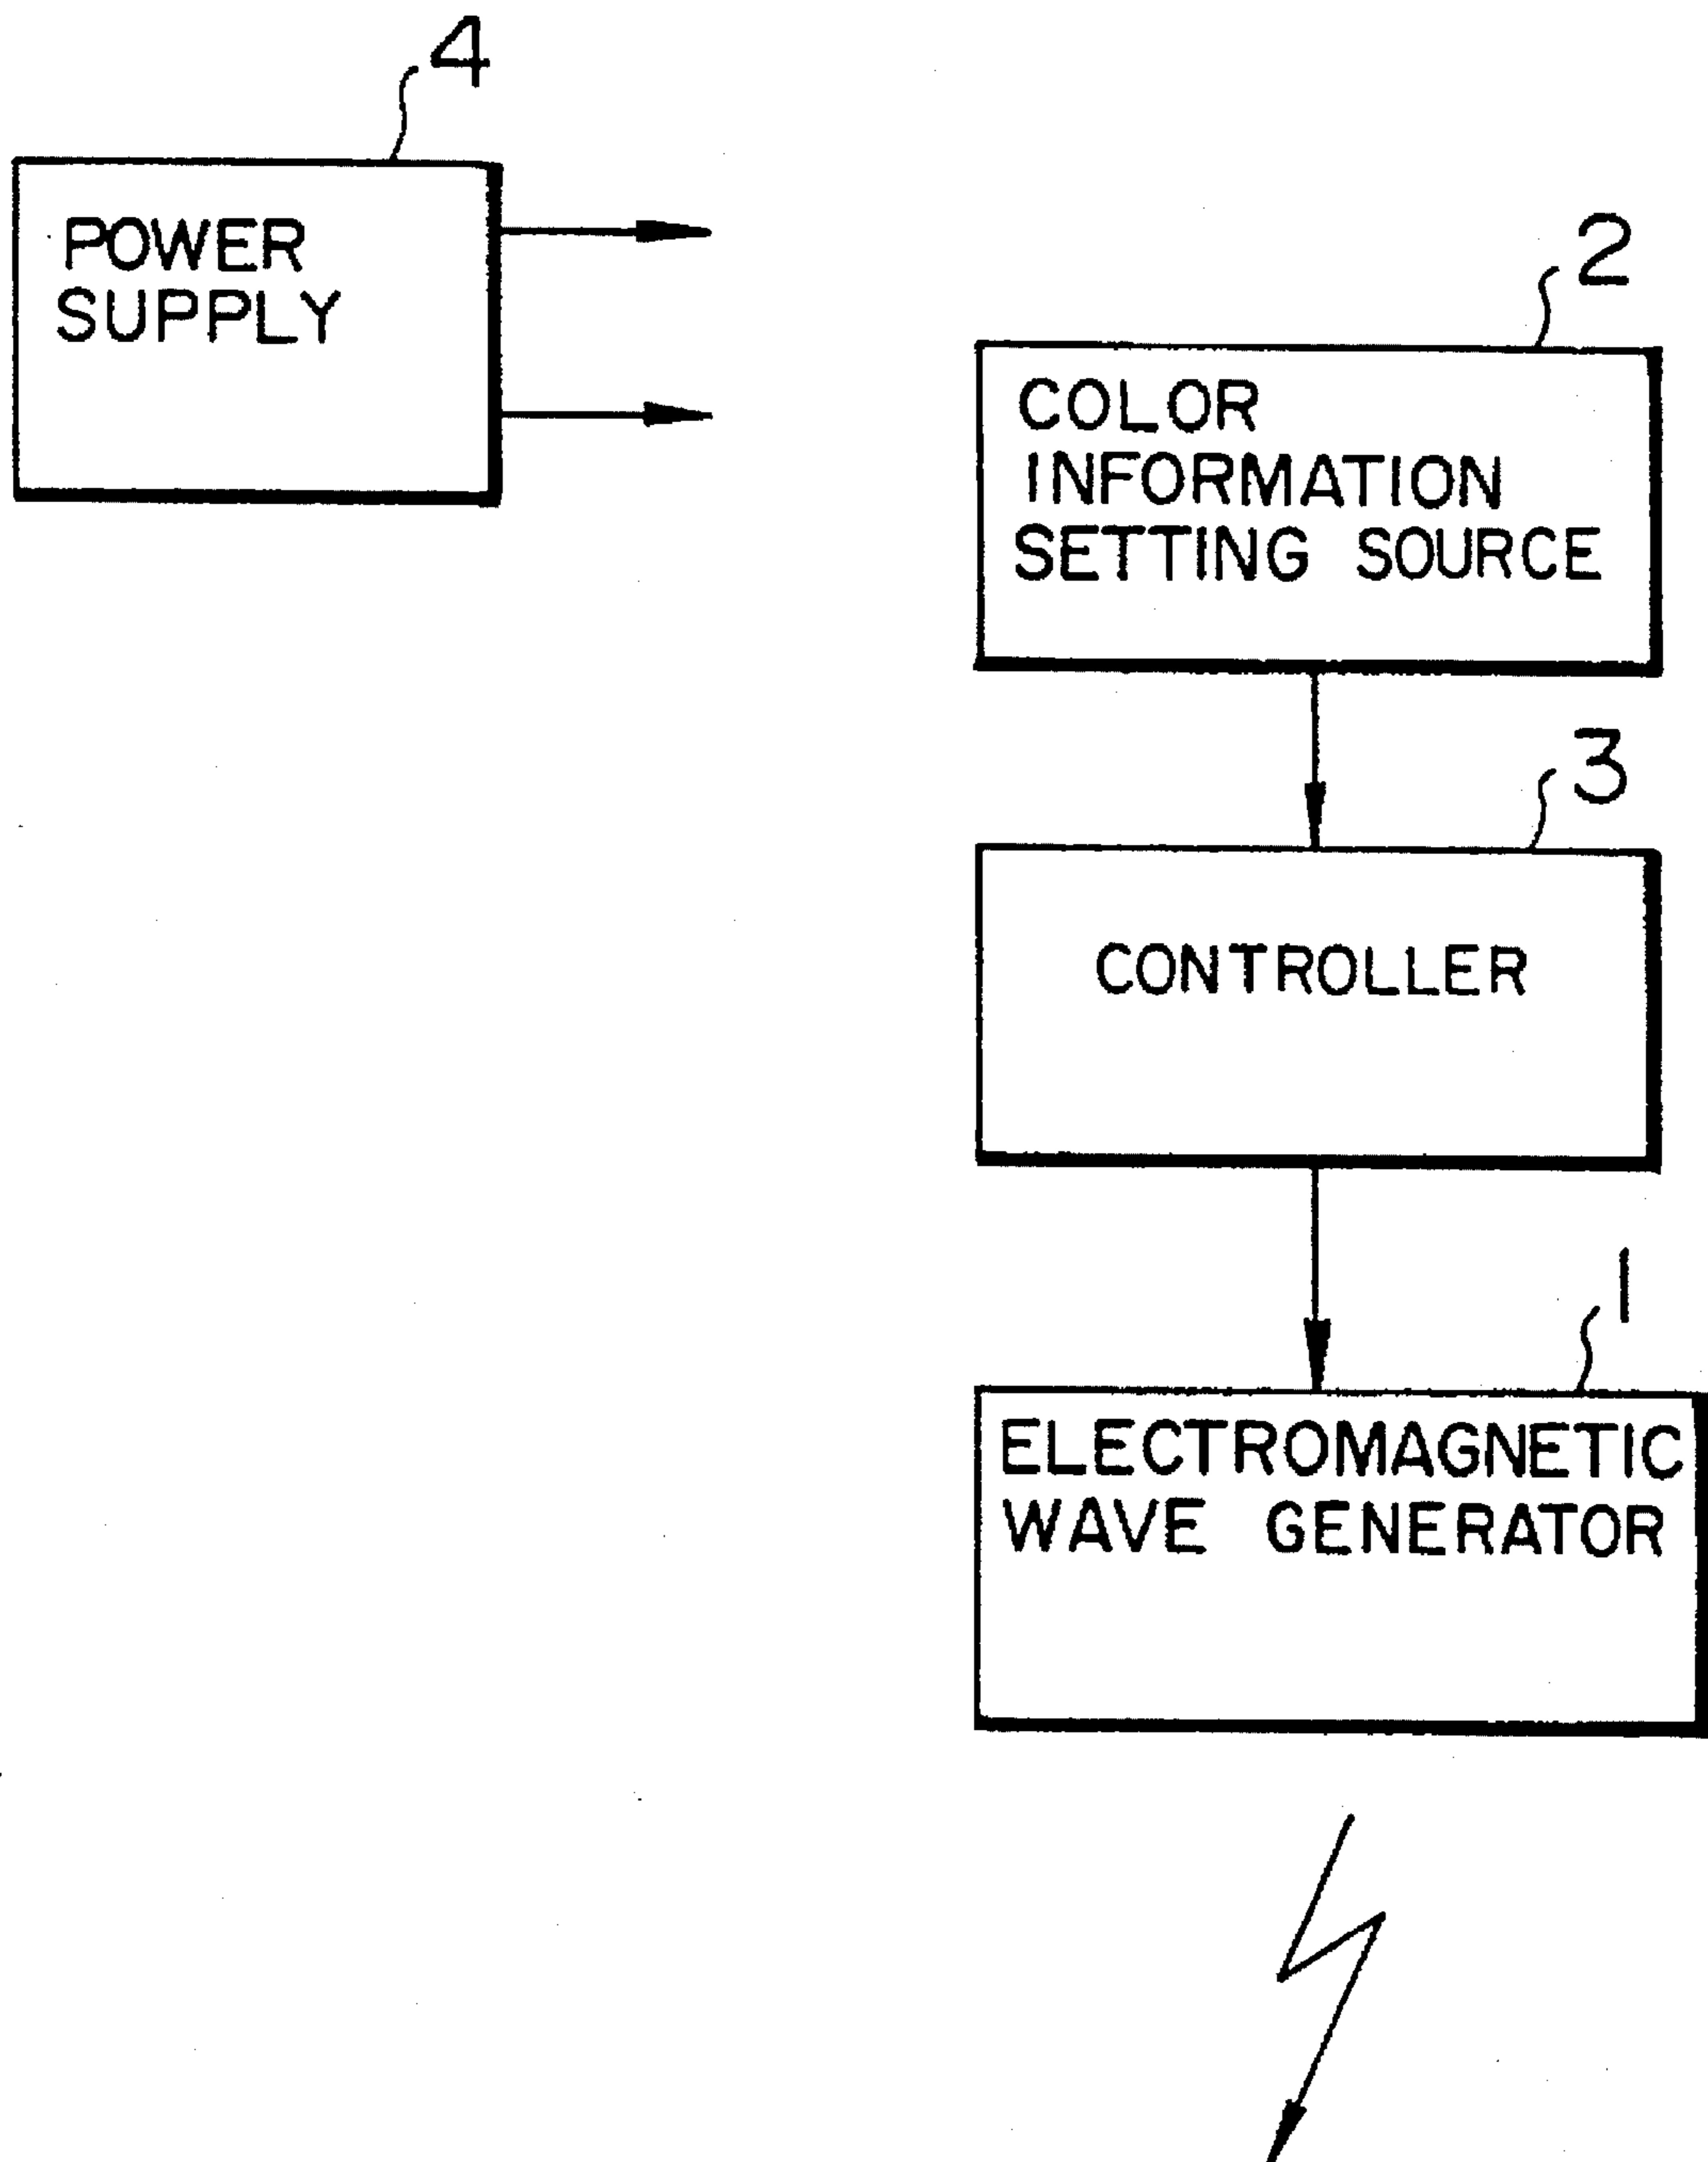 4
POWER
SUPPLY
2
COLOR
INFORMATION
SETTING SOURCE
3
CONTROLLER
1
ELECTROMAGNETIC
WAVE GENERATOR